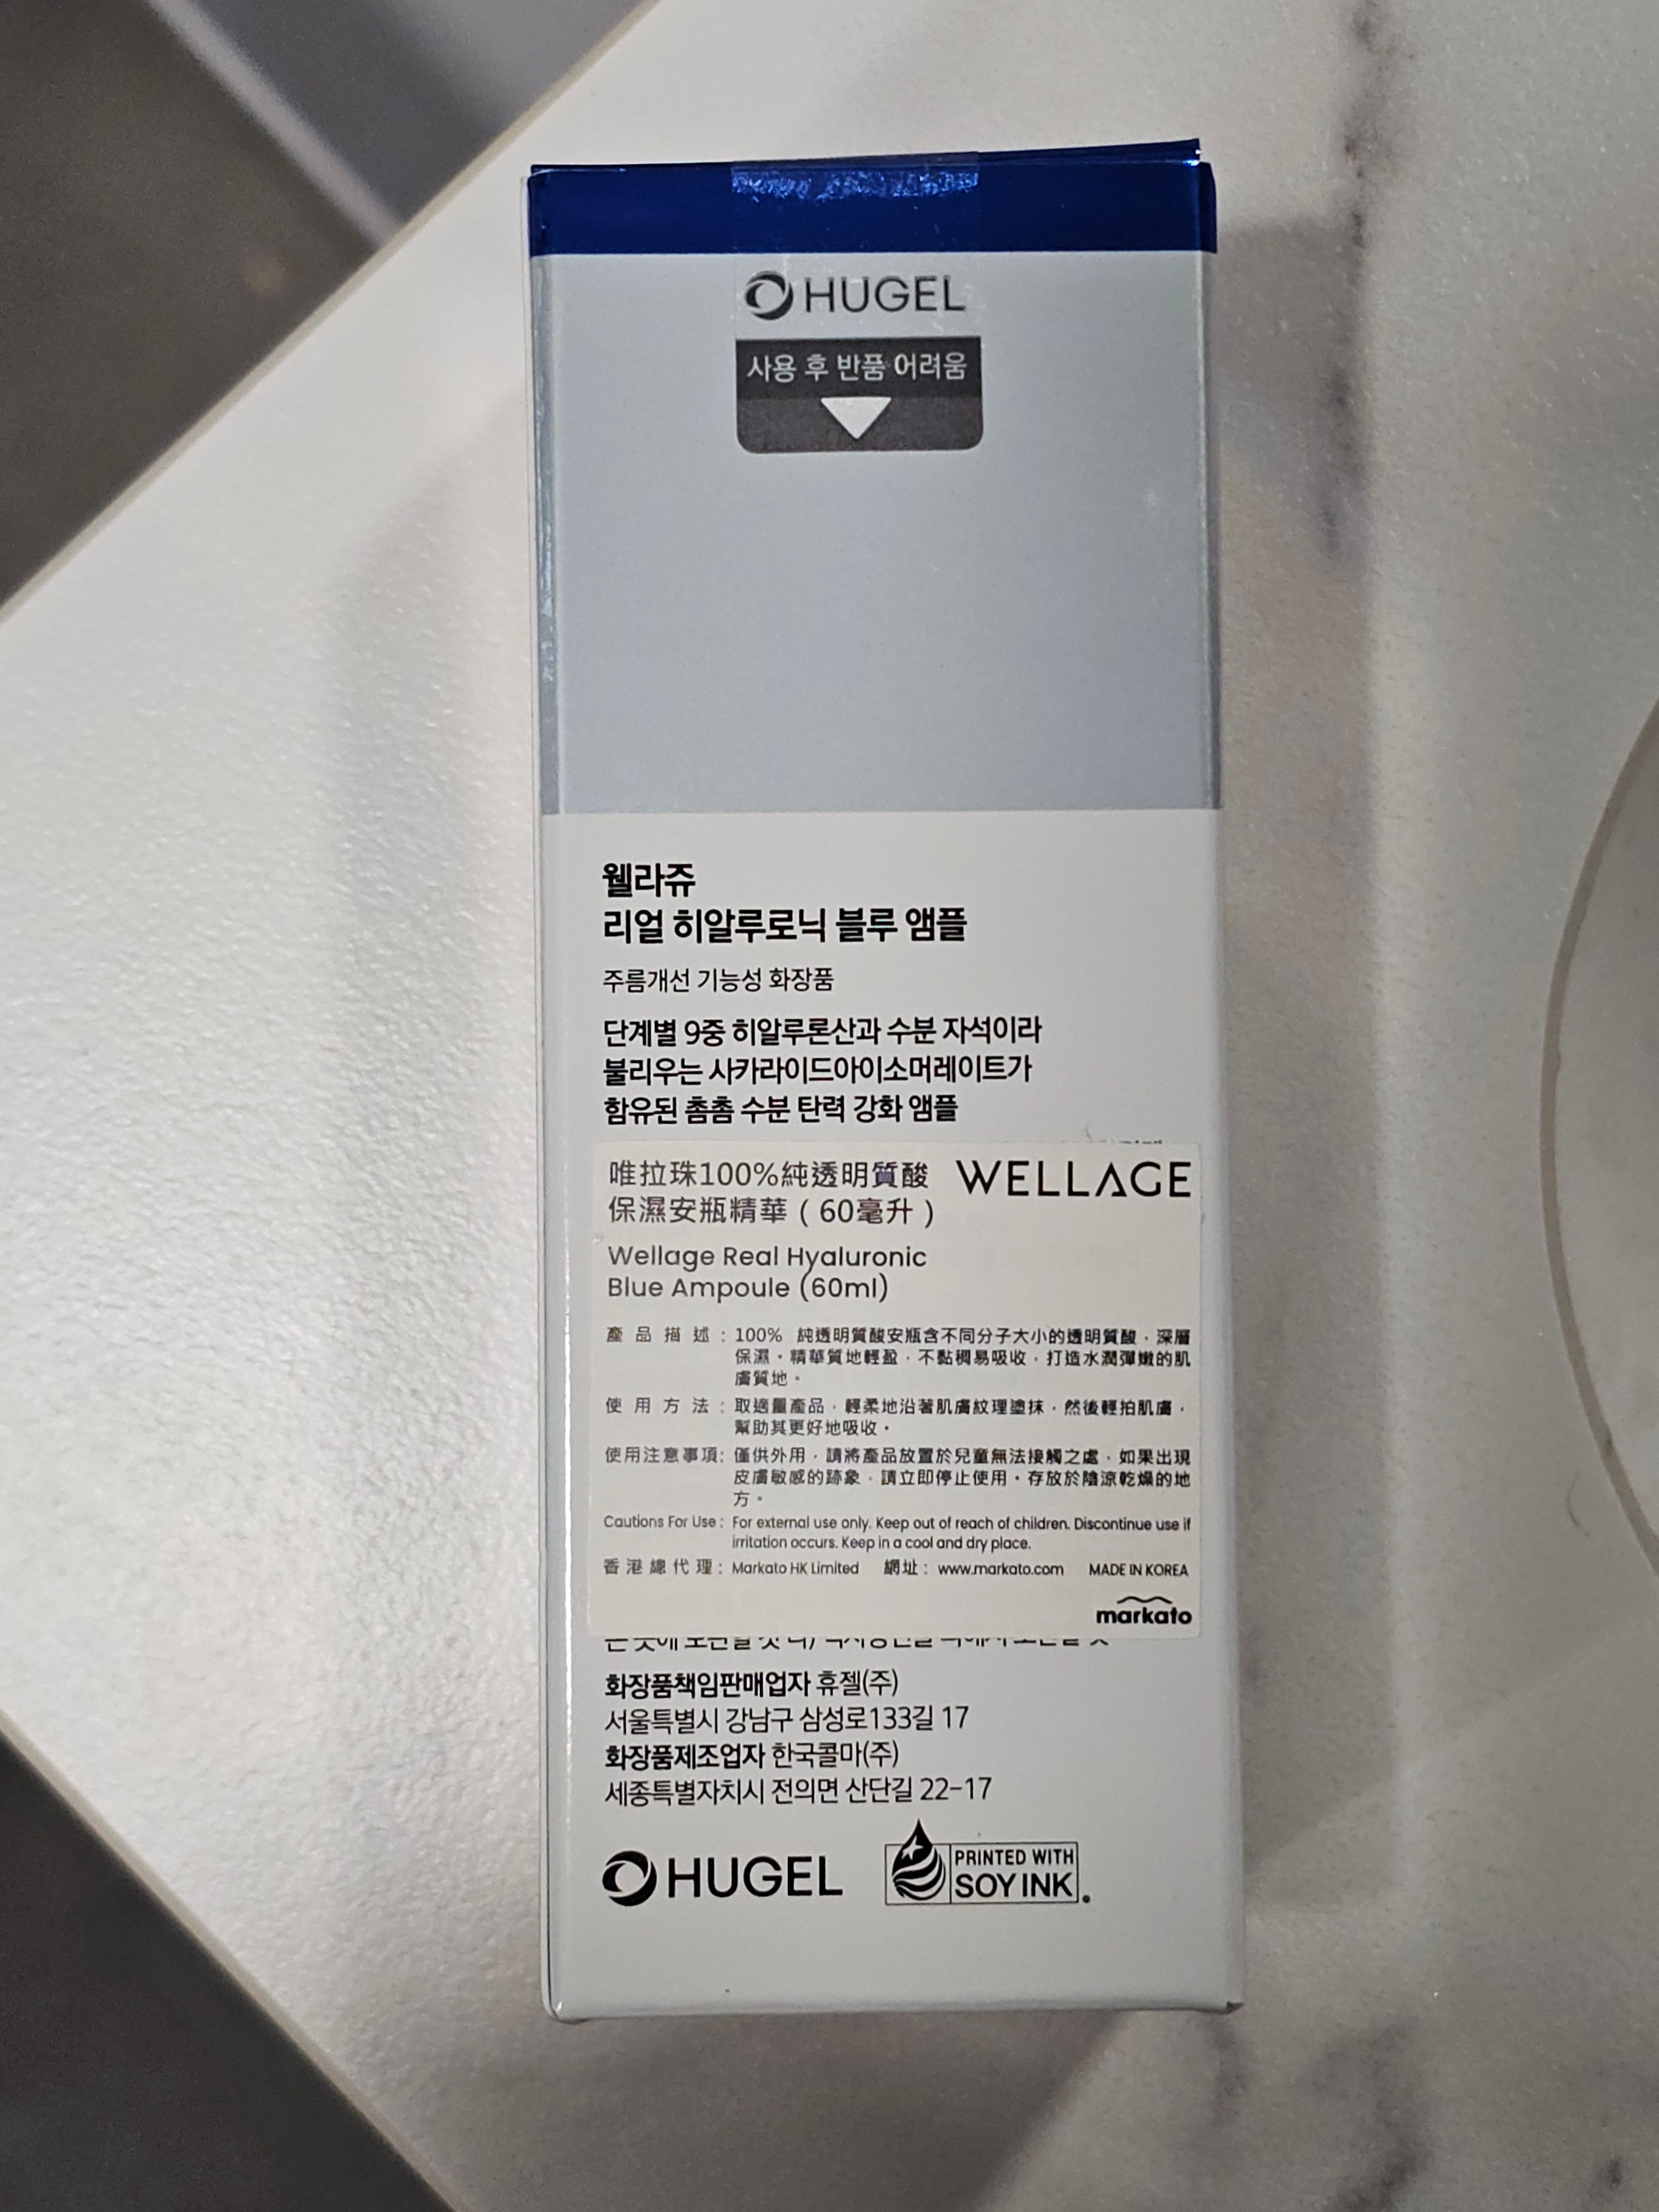 HUGEL
사용 후 반품 어려움
웰라쥬
리얼 히알루로닉 블루 앰플
주름개선 기능성 화장품
단계별 9중 히알루론산과 수분 자석이라
불리우는 사카라이드아이소머레이트가
함유된 촘촘 수분 탄력 강화 앰플
唯拉珠100%純透明質酸 WELLAGE
保濕安瓶精華（60毫升）
Wellage Real Hyaluronic
Blue Ampoule (60ml)
產品描述：100% 純透明質酸安瓶含不同分子大小的透明質酸，深層
保濕。精華質地輕盈，不黏稠易吸收，打造水潤彈嫩的肌
膚質地。
使用方法：取適量產品，輕柔地沿著肌膚紋理塗抹，然後輕拍肌膚，
幫助其更好地吸收。
使用注意事項：僅供外用，請將產品放置於兒童無法接觸之處，如果出現
皮膚敏感的跡象，請立即停止使用。存放於陰涼乾燥的地
方。
Cautions For Use : For external use only. Keep out of reach of children. Discontinue use if
irritation occurs. Keep in a cool and dry place.
香港總代理：Markato HK Limited 網址：www.markato.com MADE IN KOREA
markato
화장품책임판매업자 휴젤(주)
서울특별시 강남구 삼성로133길 17
화장품제조업자 한국콜마(주)
세종특별자치시 전의면 산단길 22-17
HUGEL
PRINTED WITH
SOY INK